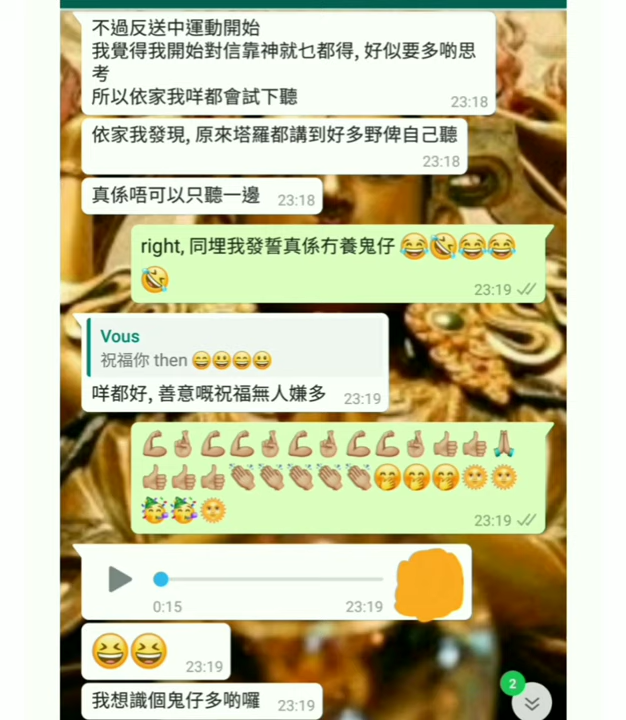 不過反送中運動開始
我覺得我開始對信靠神就乜都得, 好似要多啲思
考
所以依家我咩都會試下聽
23:18
依家我發現, 原來塔羅都講到好多野俾自己聽
23:18
真係唔可以只聽一邊 23:18
right, 同埋我發誓真係冇養鬼仔 😂🤣😂😂
🤣
23:19
Vous
祝福你 then 😄😃😄😃
咩都好, 善意嘅祝福無人嫌多 23:19
💪🏼🤞🏼💪🏼💪🏼🤞🏼💪🏼🤞🏼💪🏼💪🏼🤞🏼👍🏼👍🏼🙏🏼
👍🏼👍🏼👍🏼👏🏼👏🏼👏🏼👏🏼👏🏼🤭🤭🤭🌞🌞
🥳🥳🌞
23:19
0:15 23:19
😆😆 23:19
我想識個鬼仔多啲囉 23:19
2